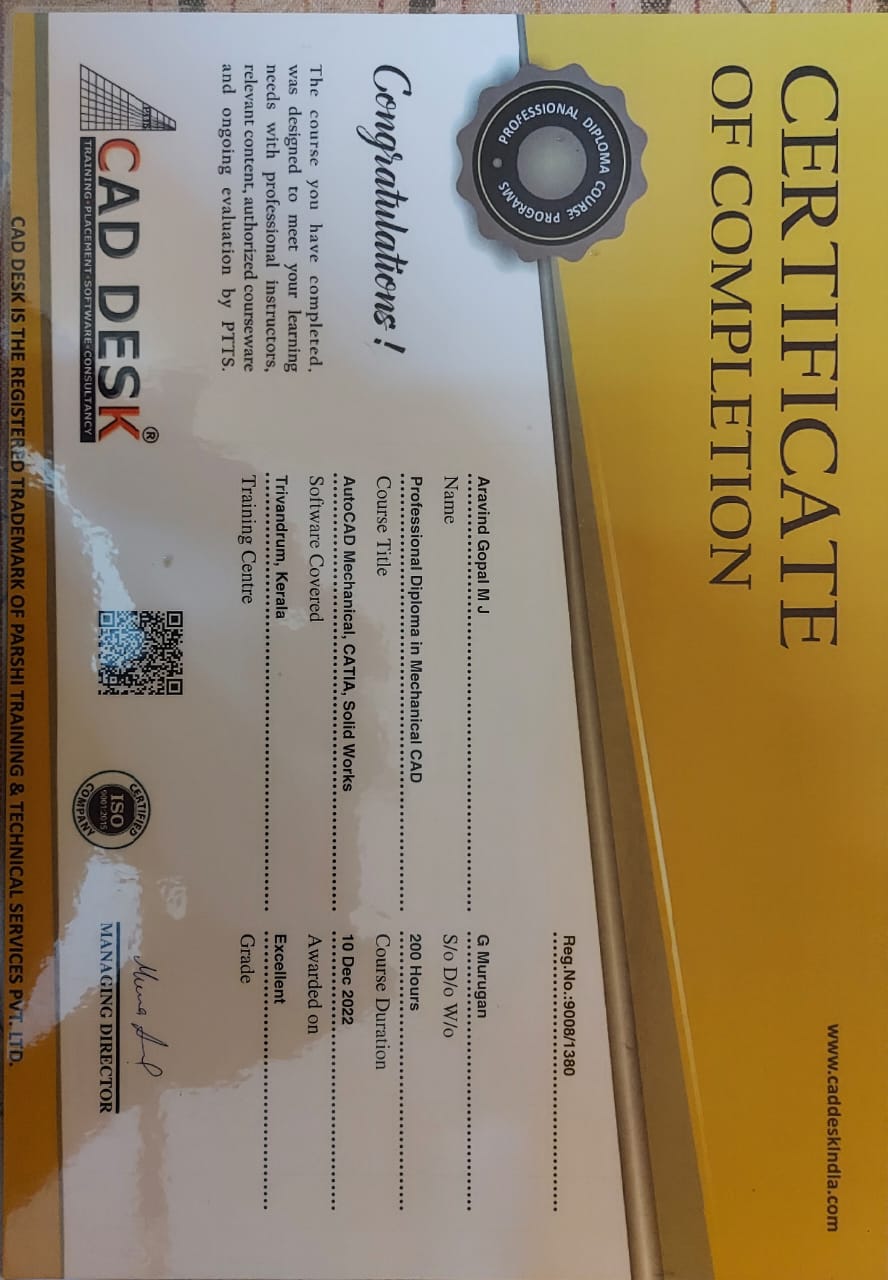 CERTIFICATE
OF COMPLETION
www.caddeskIndia.com
PROFESSIONAL DIPLOMA COURSE PROGRAMS
Reg.No.:9008/1380
Aravind Gopal M J
Name
G Murugan
S/o D/o W/o
Professional Diploma in Mechanical CAD
Course Title
200 Hours
Course Duration
AutoCAD Mechanical, CATIA, Solid Works
Software Covered
10 Dec 2022
Awarded on
Trivandrum, Kerala
Training Centre
Excellent
Grade
Congratulations !
The course you have completed,
was designed to meet your learning
needs with professional instructors,
relevant content, authorized courseware
and ongoing evaluation by PTTS.
PTTS
CAD DESK®
TRAINING▪PLACEMENT▪SOFTWARE▪CONSULTANCY
CERTIFIED
ISO
9001:2015
COMPANY
MANAGING DIRECTOR
CAD DESK IS THE REGISTERED TRADEMARK OF PARSHI TRAINING & TECHNICAL SERVICES PVT. LTD.